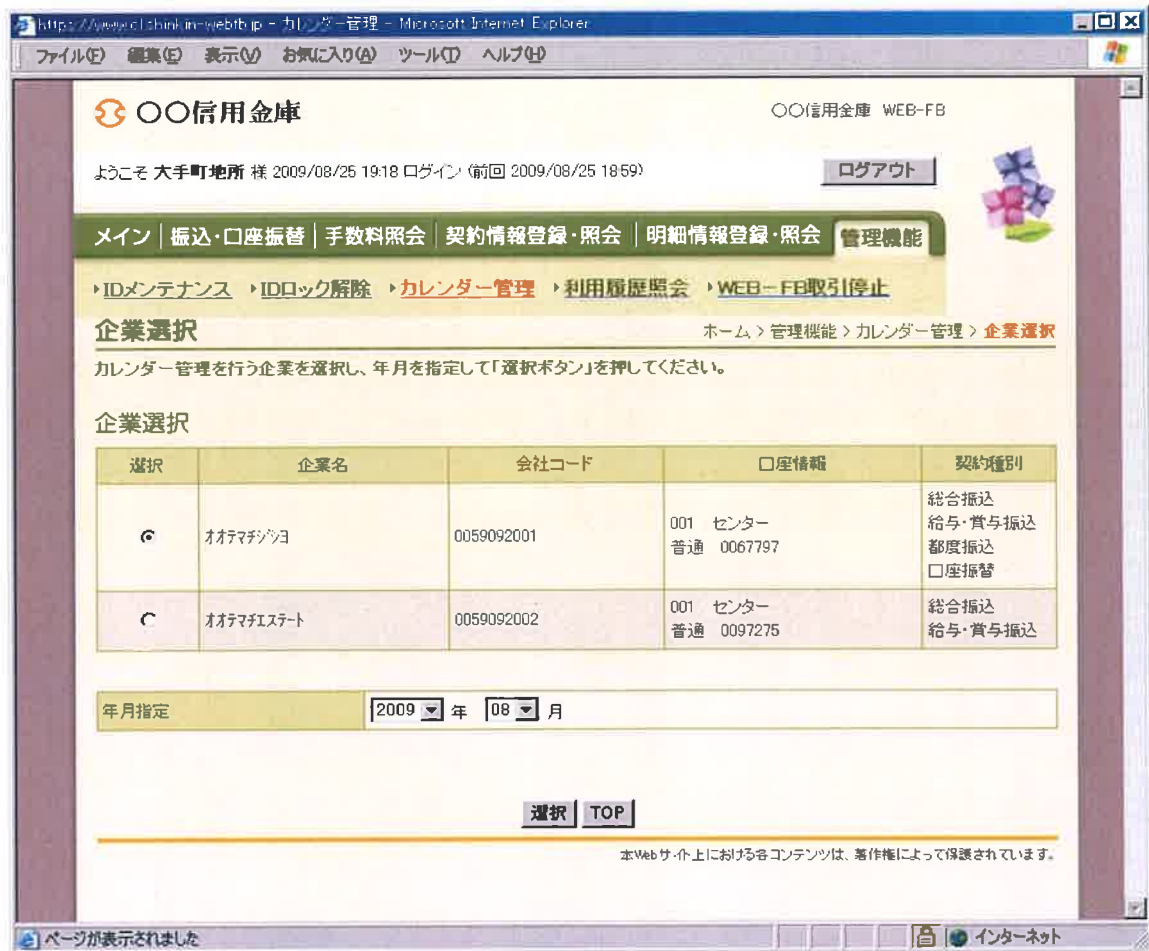 https://www.c1.shinkin-webfb.jp - カレンダー管理 - Microsoft Internet Explorer
ファイル(F) 編集(E) 表示(V) お気に入り(A) ツール(T) ヘルプ(H)
〇〇信用金庫
〇〇信用金庫 WEB-FB
ようこそ 大手町地所 様 2009/08/25 19:18 ログイン (前回 2009/08/25 18:59)
ログアウト
メイン 振込・口座振替 手数料照会 契約情報登録・照会 明細情報登録・照会 管理機能
IDメンテナンス IDロック解除 カレンダー管理 利用履歴照会 WEB-FB取引停止
企業選択
ホーム > 管理機能 > カレンダー管理 > 企業選択
カレンダー管理を行う企業を選択し、年月を指定して「選択ボタン」を押してください。
企業選択
選択 企業名 会社コード 口座情報 契約種別
オオテマチジシヨ 0059092001 001 センター 普通 0067797
総合振込
給与・賞与振込
都度振込
口座振替
オオテマチエステート 0059092002 001 センター 普通 0097275
総合振込
給与・賞与振込
年月指定 2009 年 08 月
選択 TOP
本Webサイト上における各コンテンツは、著作権によって保護されています。
ページが表示されました
インターネット